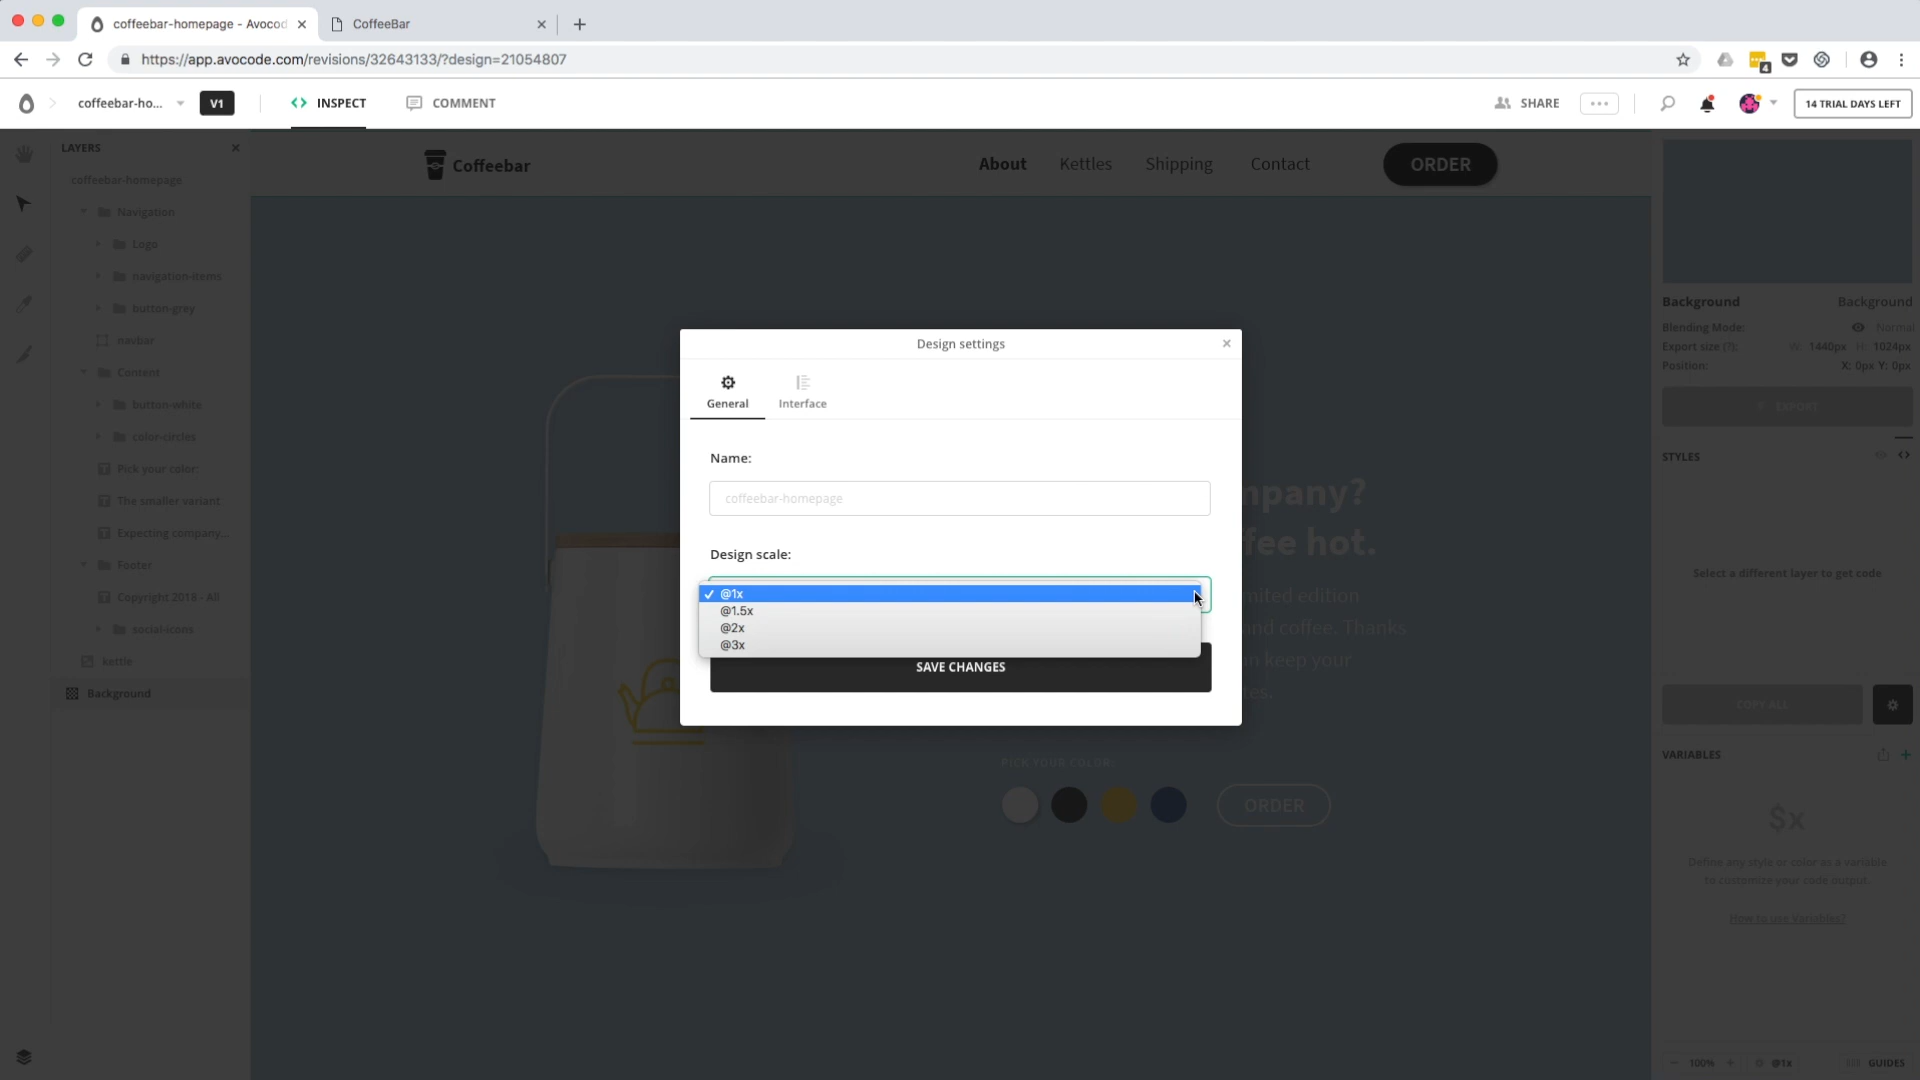 coffeebar-homepage - Avocod
CoffeeBar
https://app.avocode.com/revisions/32643133/?design=21054807
4
coffeebar-ho...
V1
INSPECT
COMMENT
SHARE
14 TRIAL DAYS LEFT
LAYERS
coffeebar-homepage
Navigation
Logo
navigation-items
button-grey
navbar
Content
button-white
color-circles
Pick your color:
The smaller variant
Expecting company...
Footer
Copyright 2018 - All
social-icons
kettle
Background
Coffeebar
About
Kettles
Shipping
Contact
ORDER
Design settings
General
Interface
Name:
coffeebar-homepage
Design scale:
@1x
@1.5x
@2x
@3x
SAVE CHANGES
mpany?
fee hot.
mited edition
nd coffee. Thanks
n keep your
res.
PICK YOUR COLOR:
ORDER
Background Background
Blending Mode: Normal
Export size (?): W: 1440px H: 1024px
Position: X: 0px Y: 0px
EXPORT
STYLES
Select a different layer to get code
COPY ALL
VARIABLES
$x
Define any style or color as a variable
to customize your code output.
How to use Variables?
100%
@1x
GUIDES